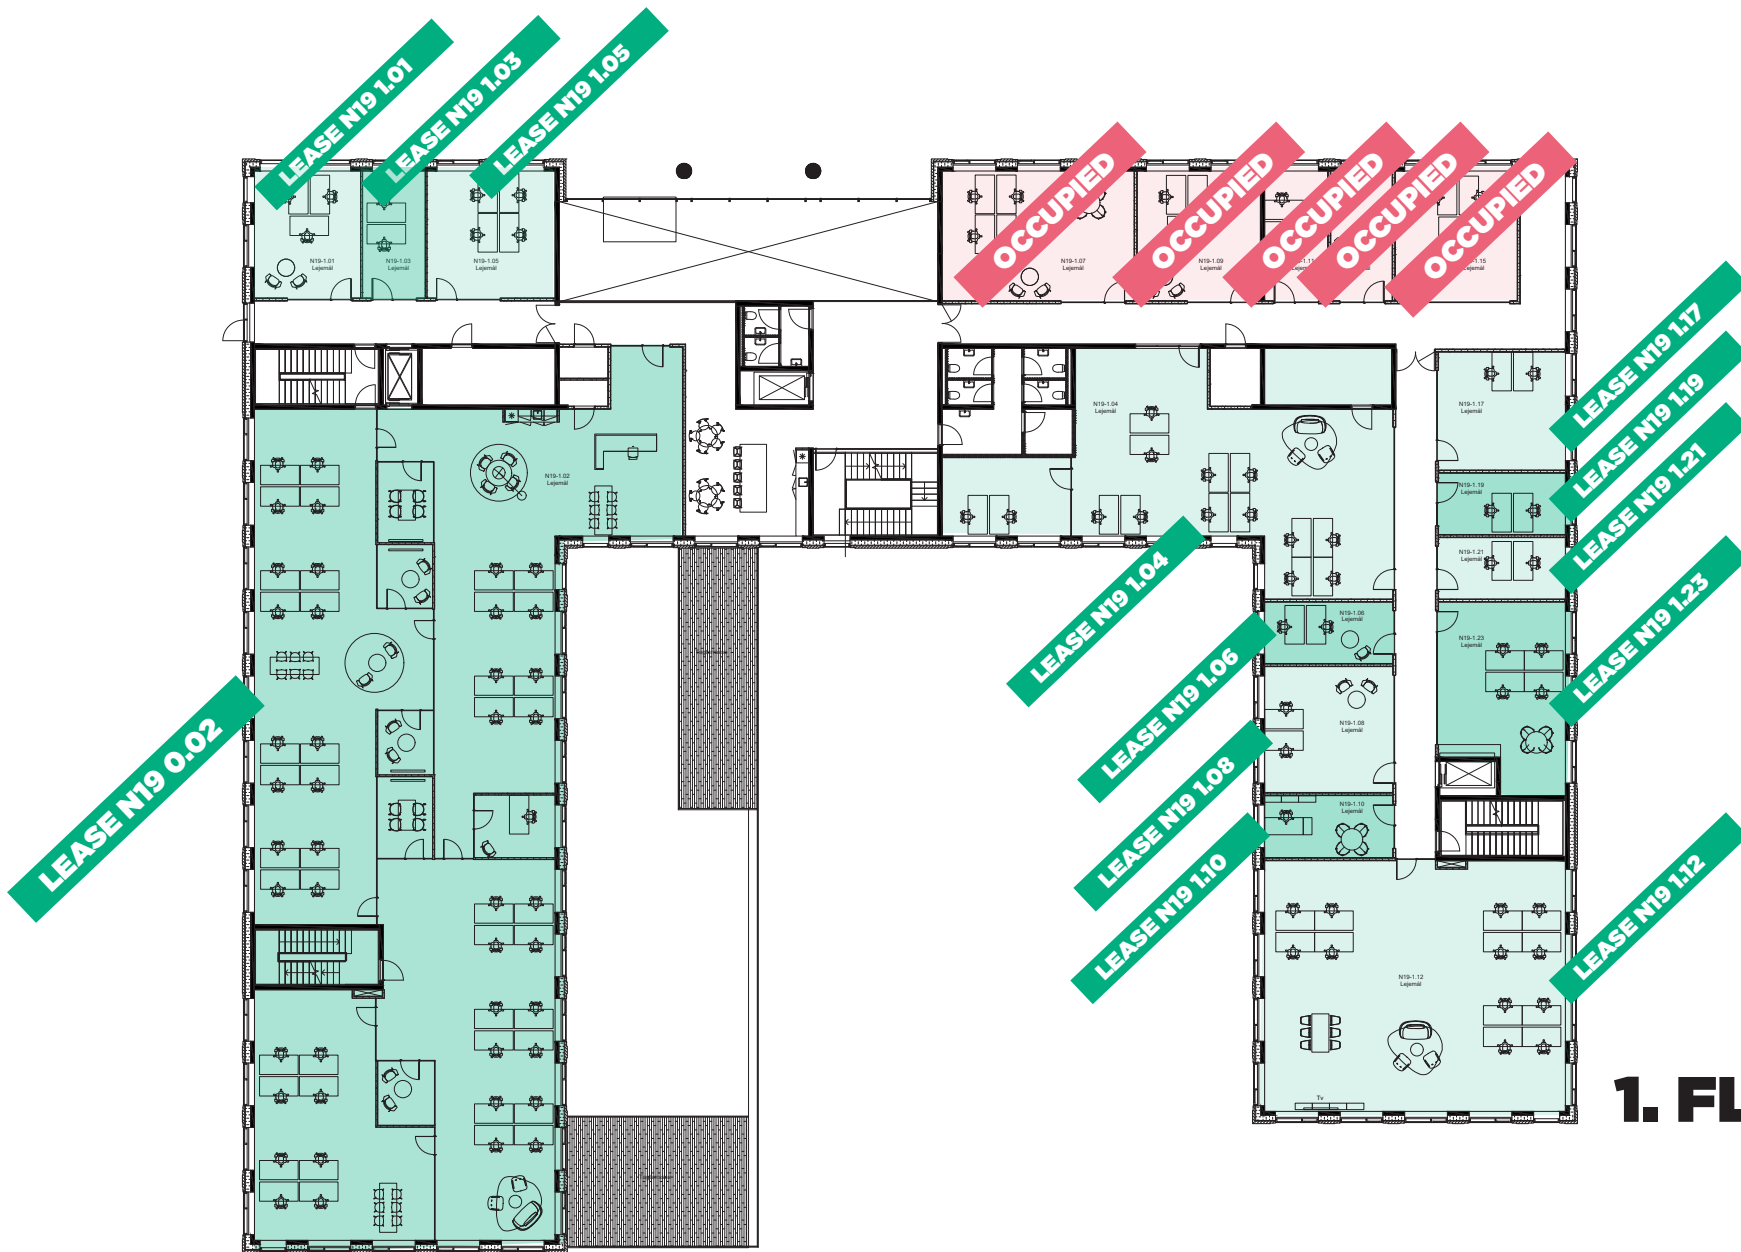 LEASE N19 1.01
LEASE N19 1.03
LEASE N19 1.05
OCCUPIED
OCCUPIED
OCCUPIED
OCCUPIED
OCCUPIED
N19-1.01
Lejemål
N19-1.03
Lejemål
N19-1.05
Lejemål
N19-1.07
Lejemål
N19-1.09
Lejemål
LEASE N19 1.17
LEASE N19 1.19
LEASE N19 1.21
LEASE N19 1.23
N19-1.17
Lejemål
N19-1.04
Lejemål
N19-1.02
Lejemål
N19-1.19
Lejemål
N19-1.21
Lejemål
N19-1.06
Lejemål
N19-1.23
Lejemål
LEASE N19 1.04
LEASE N19 1.06
LEASE N19 0.02
N19-1.08
Lejemål
LEASE N19 1.08
N19-1.10
Lejemål
LEASE N19 1.10
LEASE N19 1.12
N19-1.12
Lejemål
Tv
1. FL